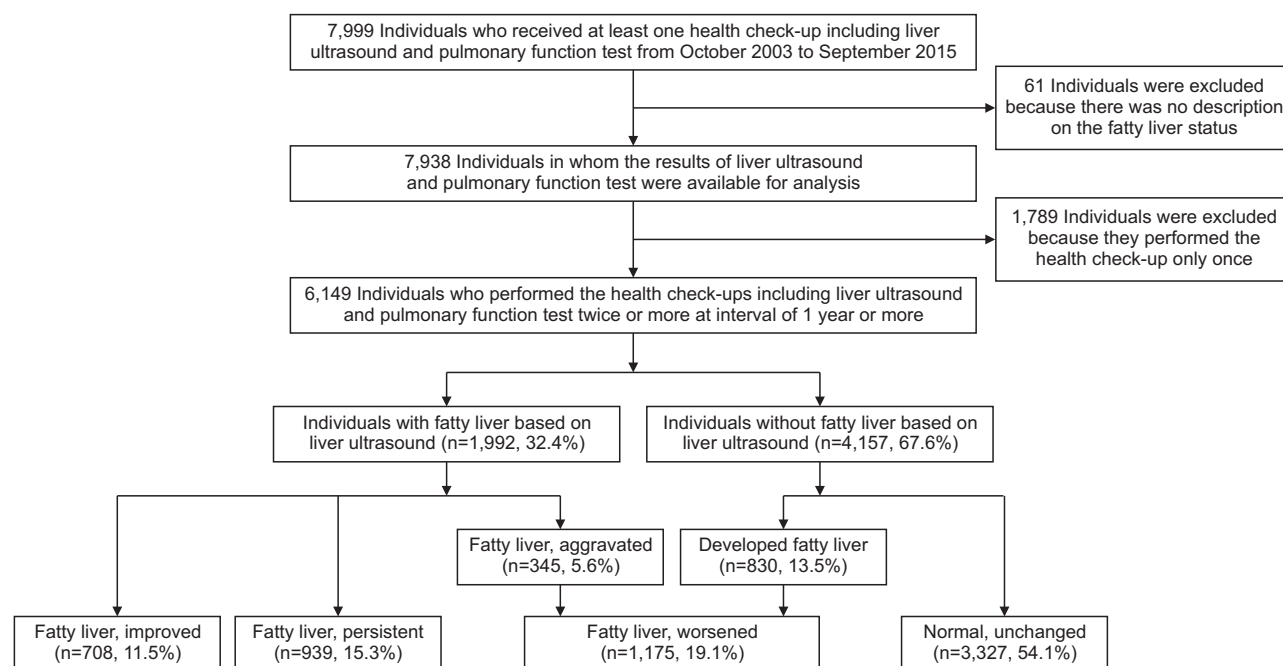 7,999 Individuals who received at least one health check-up including liver
ultrasound and pulmonary function test from October 2003 to September 2015
61 Individuals were excluded
because there was no description
on the fatty liver status
7,938 Individuals in whom the results of liver ultrasound
and pulmonary function test were available for analysis
1,789 Individuals were excluded
because they performed the
health check-up only once
6,149 Individuals who performed the health check-ups including liver ultrasound
and pulmonary function test twice or more at interval of 1 year or more
Individuals with fatty liver based on
liver ultrasound (n=1,992, 32.4%)
Individuals without fatty liver based on
liver ultrasound (n=4,157, 67.6%)
Fatty liver, aggravated
(n=345, 5.6%)
Developed fatty liver
(n=830, 13.5%)
Fatty liver, improved
(n=708, 11.5%)
Fatty liver, persistent
(n=939, 15.3%)
Fatty liver, worsened
(n=1,175, 19.1%)
Normal, unchanged
(n=3,327, 54.1%)